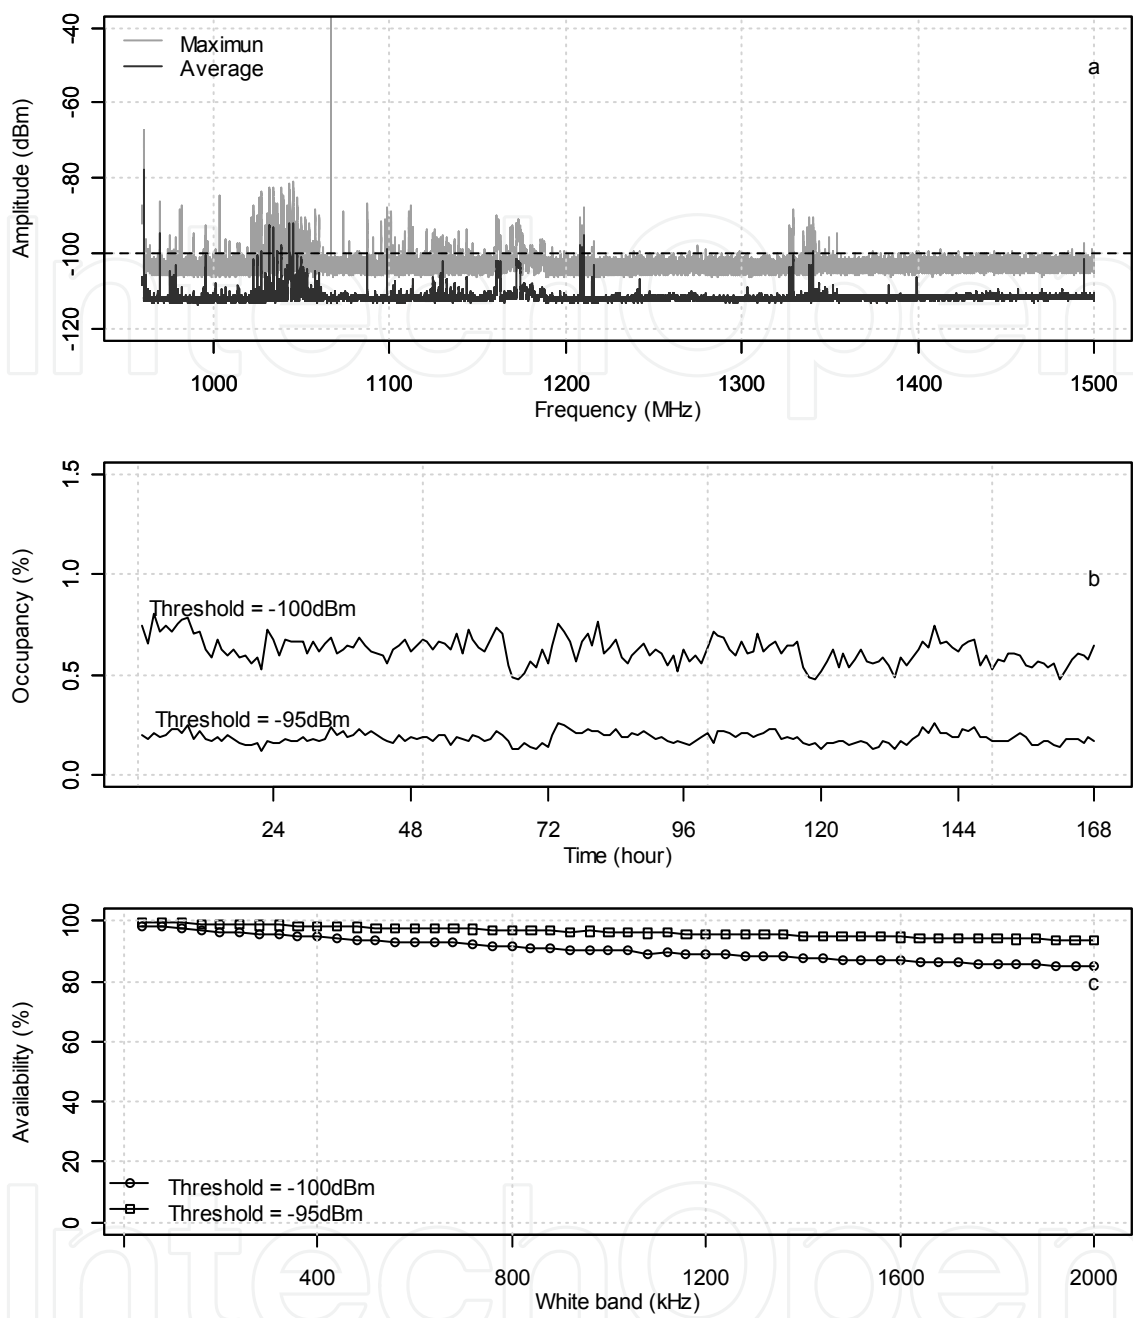 Maximun
Average
a
Amplitude (dBm)
-40
-60
-80
-100
-120
1000 1100 1200 1300 1400 1500
Frequency (MHz)
b
Threshold = -100dBm
Threshold = -95dBm
Occupancy (%)
1.5
1.0
0.5
0.0
24 48 72 96 120 144 168
Time (hour)
c
Availability (%)
100
80
60
40
20
0
Threshold = -100dBm
Threshold = -95dBm
400 800 1200 1600 2000
White band (kHz)
IntechOpen
IntechOpen